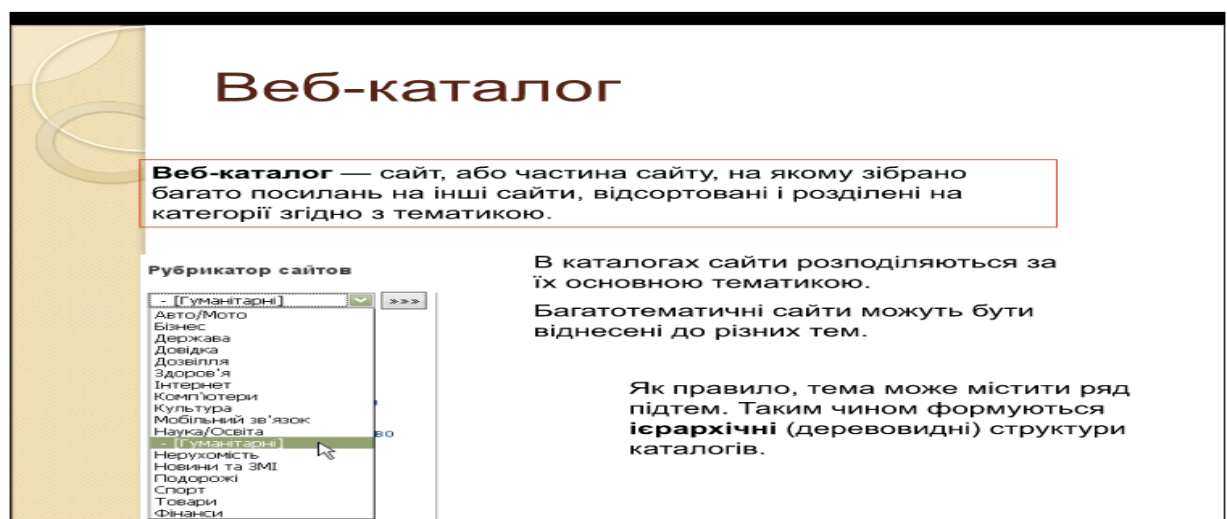 Веб-каталог
Веб-каталог — сайт, або частина сайту, на якому зібрано
багато посилань на інші сайти, відсортовані і розділені на
категорії згідно з тематикою.
Рубрикатор сайтов
- [Гуманітарні]
»»»
Авто/Мото
Бізнес
Держава
Довідка
Дозвілля
Здоров'я
Інтернет
Комп'ютери
Культура
Мобільний зв'язок
Наука/Освіта
- [Гуманітарні]
Нерухомість
Новини та ЗМІ
Подорожі
Спорт
Товари
Фінанси
во
В каталогах сайти розподіляються за
їх основною тематикою.
Багатотематичні сайти можуть бути
віднесені до різних тем.
Як правило, тема може містити ряд
підтем. Таким чином формуються
ієрархічні (деревовидні) структури
каталогів.